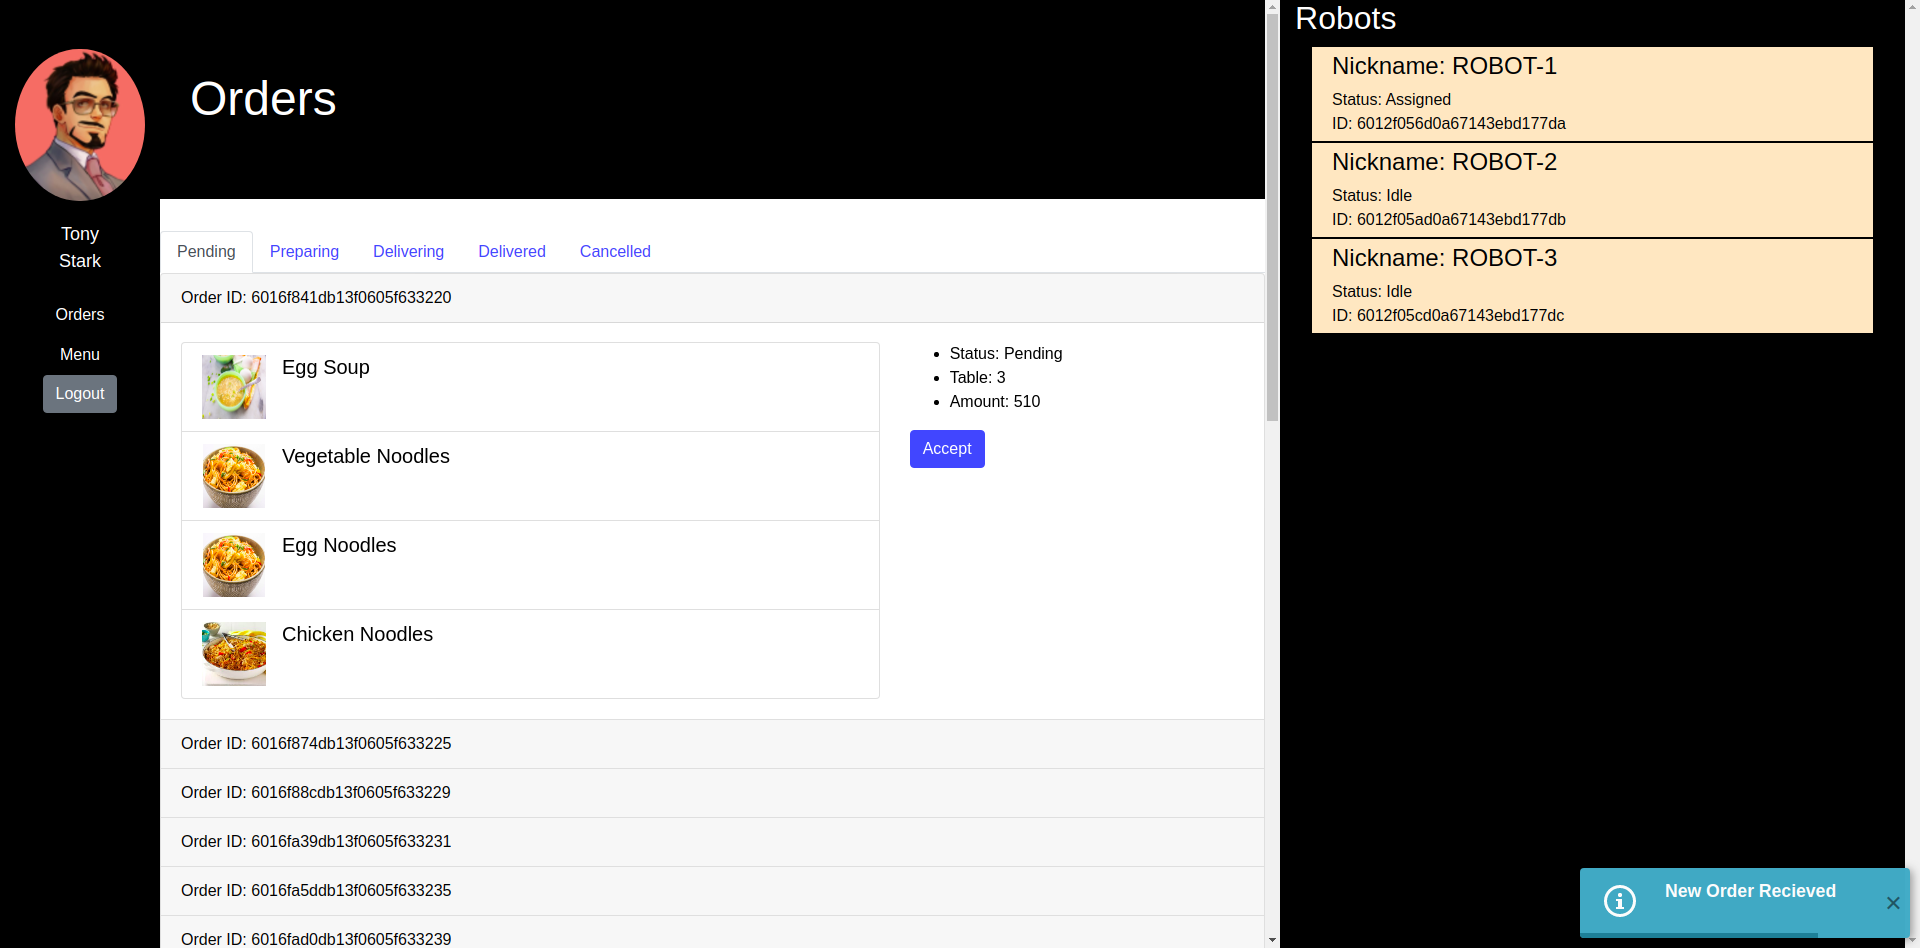 Tony
Stark
Orders
Menu
Logout
Orders
Pending
Preparing
Delivering
Delivered
Cancelled
Order ID: 6016f841db13f0605f633220
Egg Soup
Vegetable Noodles
Egg Noodles
Chicken Noodles
Status: Pending
Table: 3
Amount: 510
Accept
Order ID: 6016f874db13f0605f633225
Order ID: 6016f88cdb13f0605f633229
Order ID: 6016fa39db13f0605f633231
Order ID: 6016fa5ddb13f0605f633235
Order ID: 6016fad0db13f0605f633239
Robots
Nickname: ROBOT-1
Status: Assigned
ID: 6012f056d0a67143ebd177da
Nickname: ROBOT-2
Status: Idle
ID: 6012f05ad0a67143ebd177db
Nickname: ROBOT-3
Status: Idle
ID: 6012f05cd0a67143ebd177dc
New Order Recieved